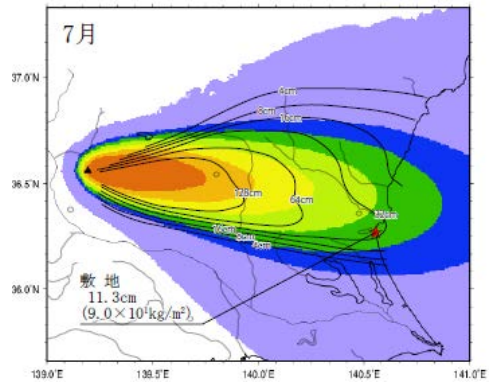 7月
37.0°N
36.5°N
36.0°N
4cm
8cm
16cm
128cm
64cm
32cm
16cm
8cm
4cm
敷 地
11.3cm
(9.0×10¹kg/m²)
139.0°E
139.5°E
140.0°E
140.5°E
141.0°E